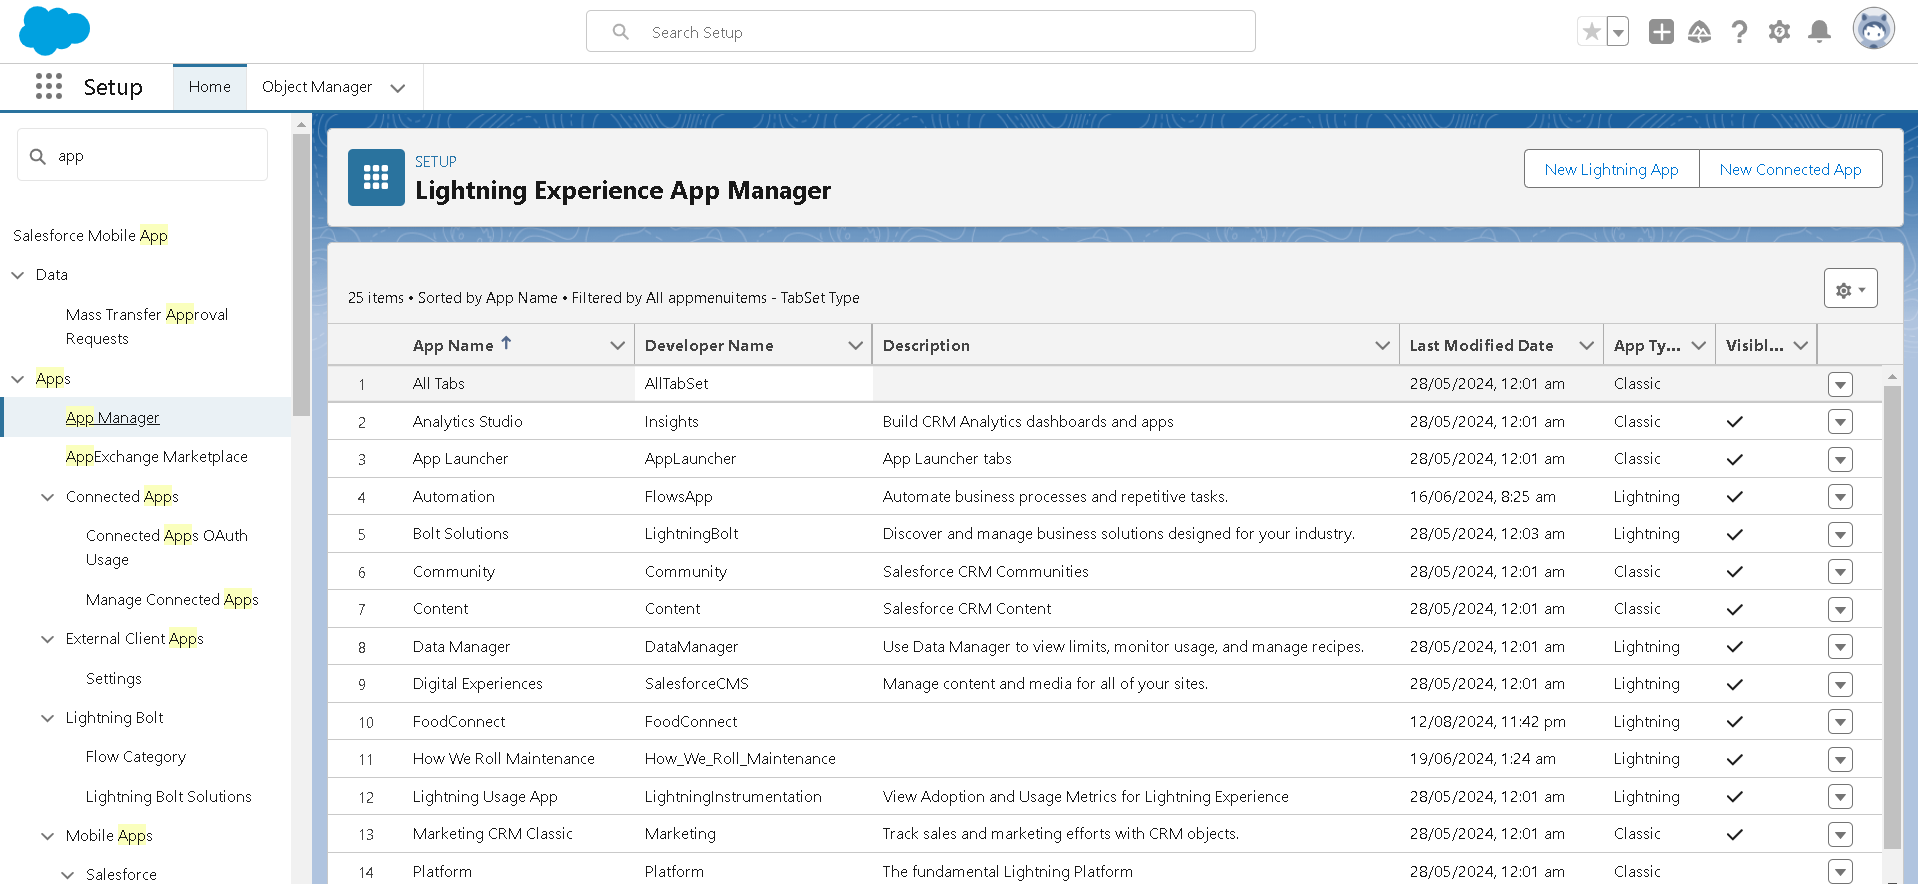 Search Setup
Setup
Home
Object Manager
app
Salesforce Mobile App
Data
Mass Transfer Approval
Requests
Apps
App Manager
AppExchange Marketplace
Connected Apps
Connected Apps OAuth
Usage
Manage Connected Apps
External Client Apps
Settings
Lightning Bolt
Flow Category
Lightning Bolt Solutions
Mobile Apps
Salesforce
SETUP
Lightning Experience App Manager
New Lightning App
New Connected App
25 items • Sorted by App Name • Filtered by All appmenuitems - TabSet Type
App Name Developer Name Description Last Modified Date App Ty... Visibl...
1 All Tabs AllTabSet 28/05/2024, 12:01 am Classic
2 Analytics Studio Insights Build CRM Analytics dashboards and apps 28/05/2024, 12:01 am Classic
3 App Launcher AppLauncher App Launcher tabs 28/05/2024, 12:01 am Classic
4 Automation FlowsApp Automate business processes and repetitive tasks. 16/06/2024, 8:25 am Lightning
5 Bolt Solutions LightningBolt Discover and manage business solutions designed for your industry. 28/05/2024, 12:03 am Lightning
6 Community Community Salesforce CRM Communities 28/05/2024, 12:01 am Classic
7 Content Content Salesforce CRM Content 28/05/2024, 12:01 am Classic
8 Data Manager DataManager Use Data Manager to view limits, monitor usage, and manage recipes. 28/05/2024, 12:01 am Lightning
9 Digital Experiences SalesforceCMS Manage content and media for all of your sites. 28/05/2024, 12:01 am Lightning
10 FoodConnect FoodConnect 12/08/2024, 11:42 pm Lightning
11 How We Roll Maintenance How_We_Roll_Maintenance 19/06/2024, 1:24 am Lightning
12 Lightning Usage App LightningInstrumentation View Adoption and Usage Metrics for Lightning Experience 28/05/2024, 12:01 am Lightning
13 Marketing CRM Classic Marketing Track sales and marketing efforts with CRM objects. 28/05/2024, 12:01 am Classic
14 Platform Platform The fundamental Lightning Platform 28/05/2024, 12:01 am Classic